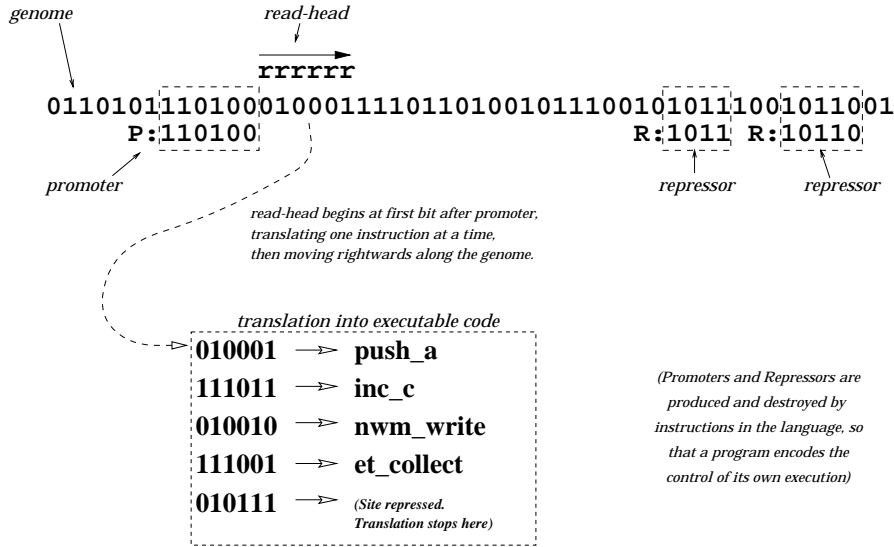 genome
read-head
rrrrrr
0110101110100010001111011010010111001010111001011001
P:110100
R:1011
R:10110
promoter
repressor
repressor
read-head begins at first bit after promoter,
translating one instruction at a time,
then moving rightwards along the genome.
translation into executable code
010001 push_a
111011 inc_c
010010 nwm_write
111001 et_collect
010111 (Site repressed.
Translation stops here)
(Promoters and Repressors are
produced and destroyed by
instructions in the language, so
that a program encodes the
control of its own execution)